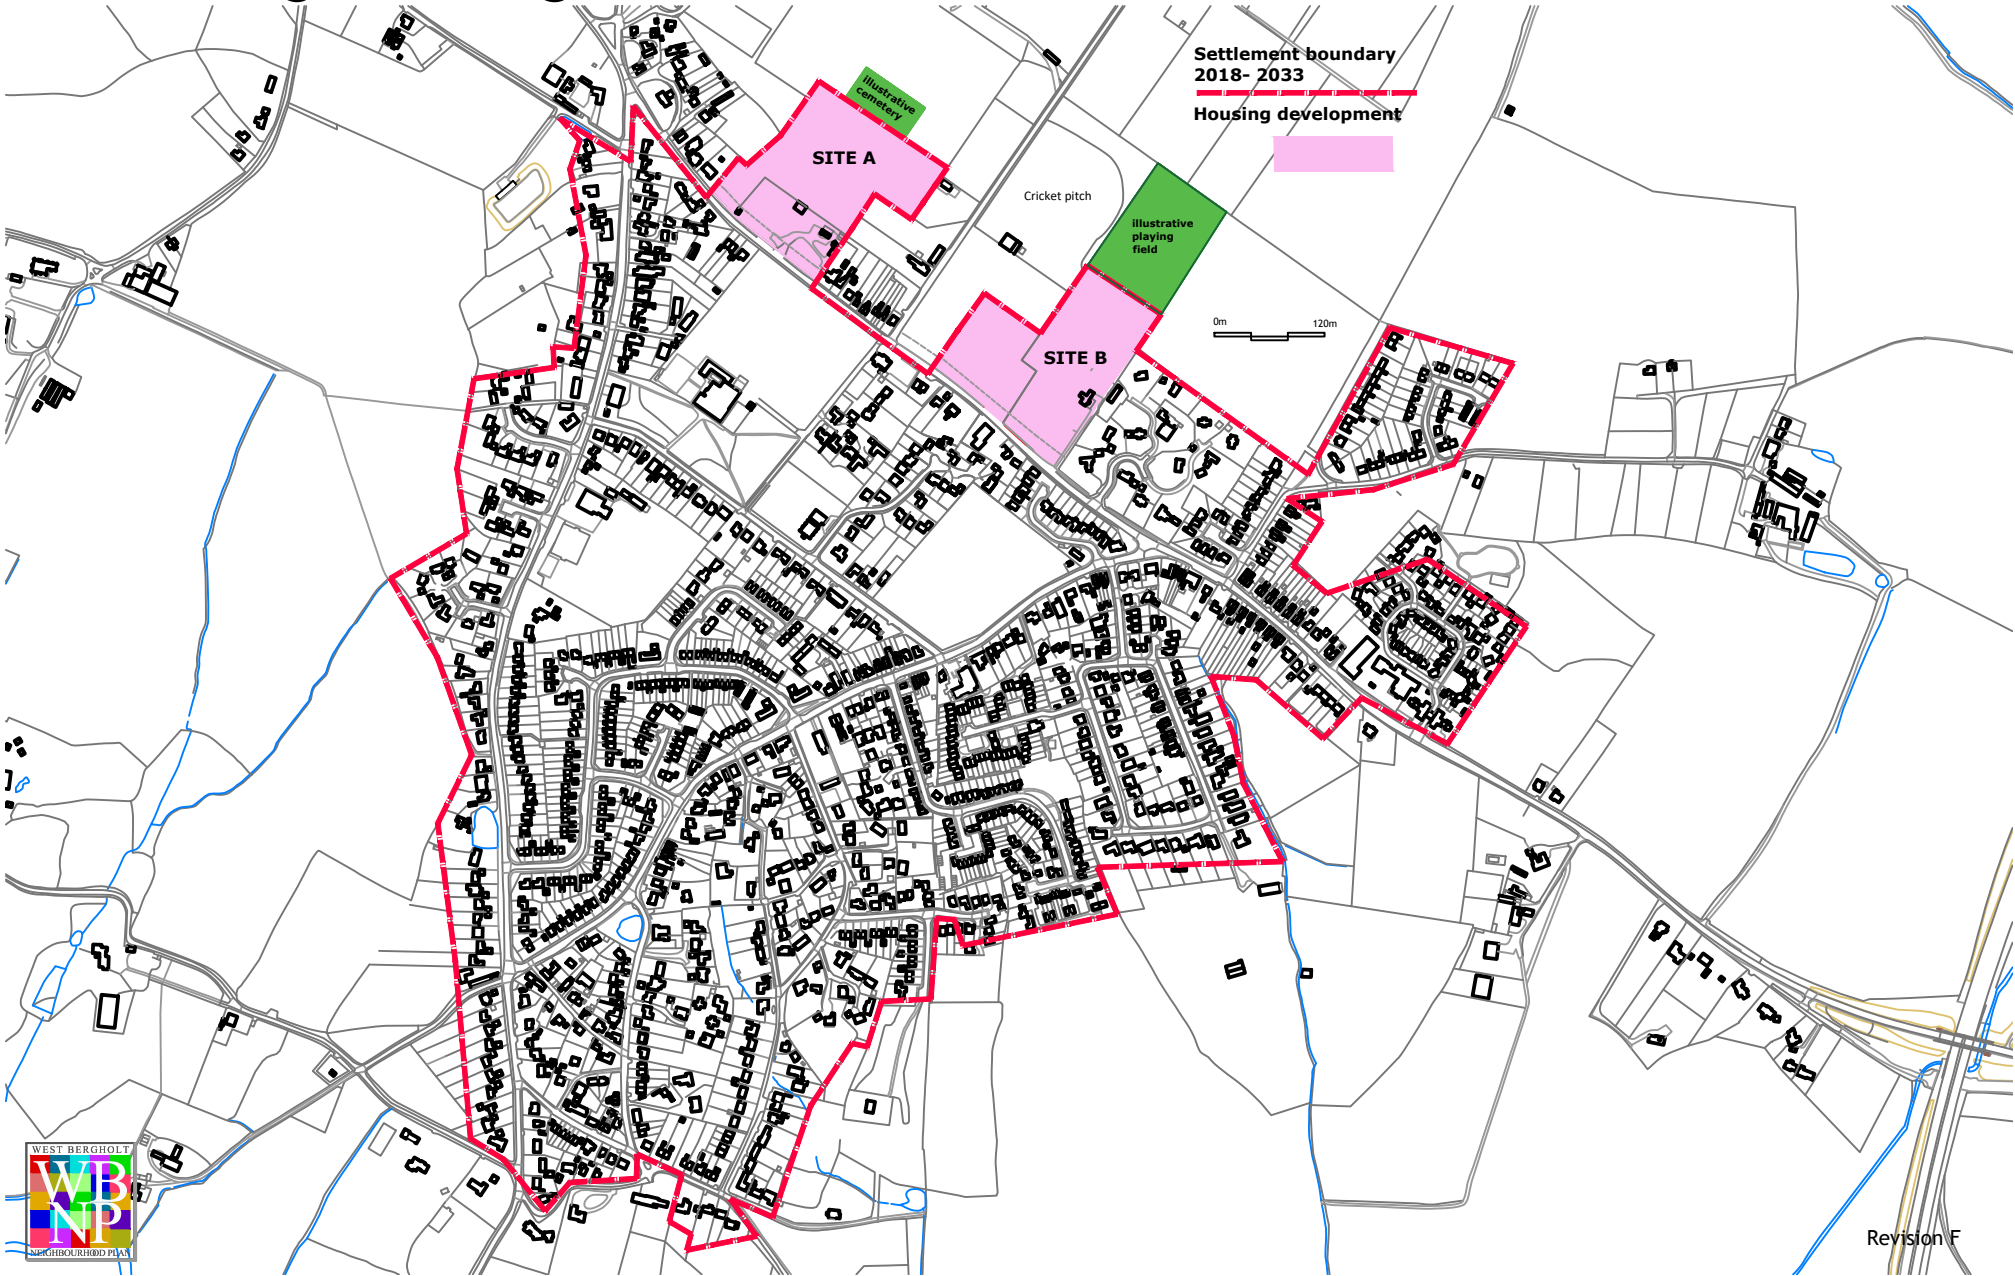 Settlement boundary
2018- 2033
Housing development
illustrative
cemetery
SITE A
Cricket pitch
illustrative
playing
field
0m 120m
SITE B
WEST BERGHOLT
WB
NP
NEIGHBOURHOOD PLAN
Revision F